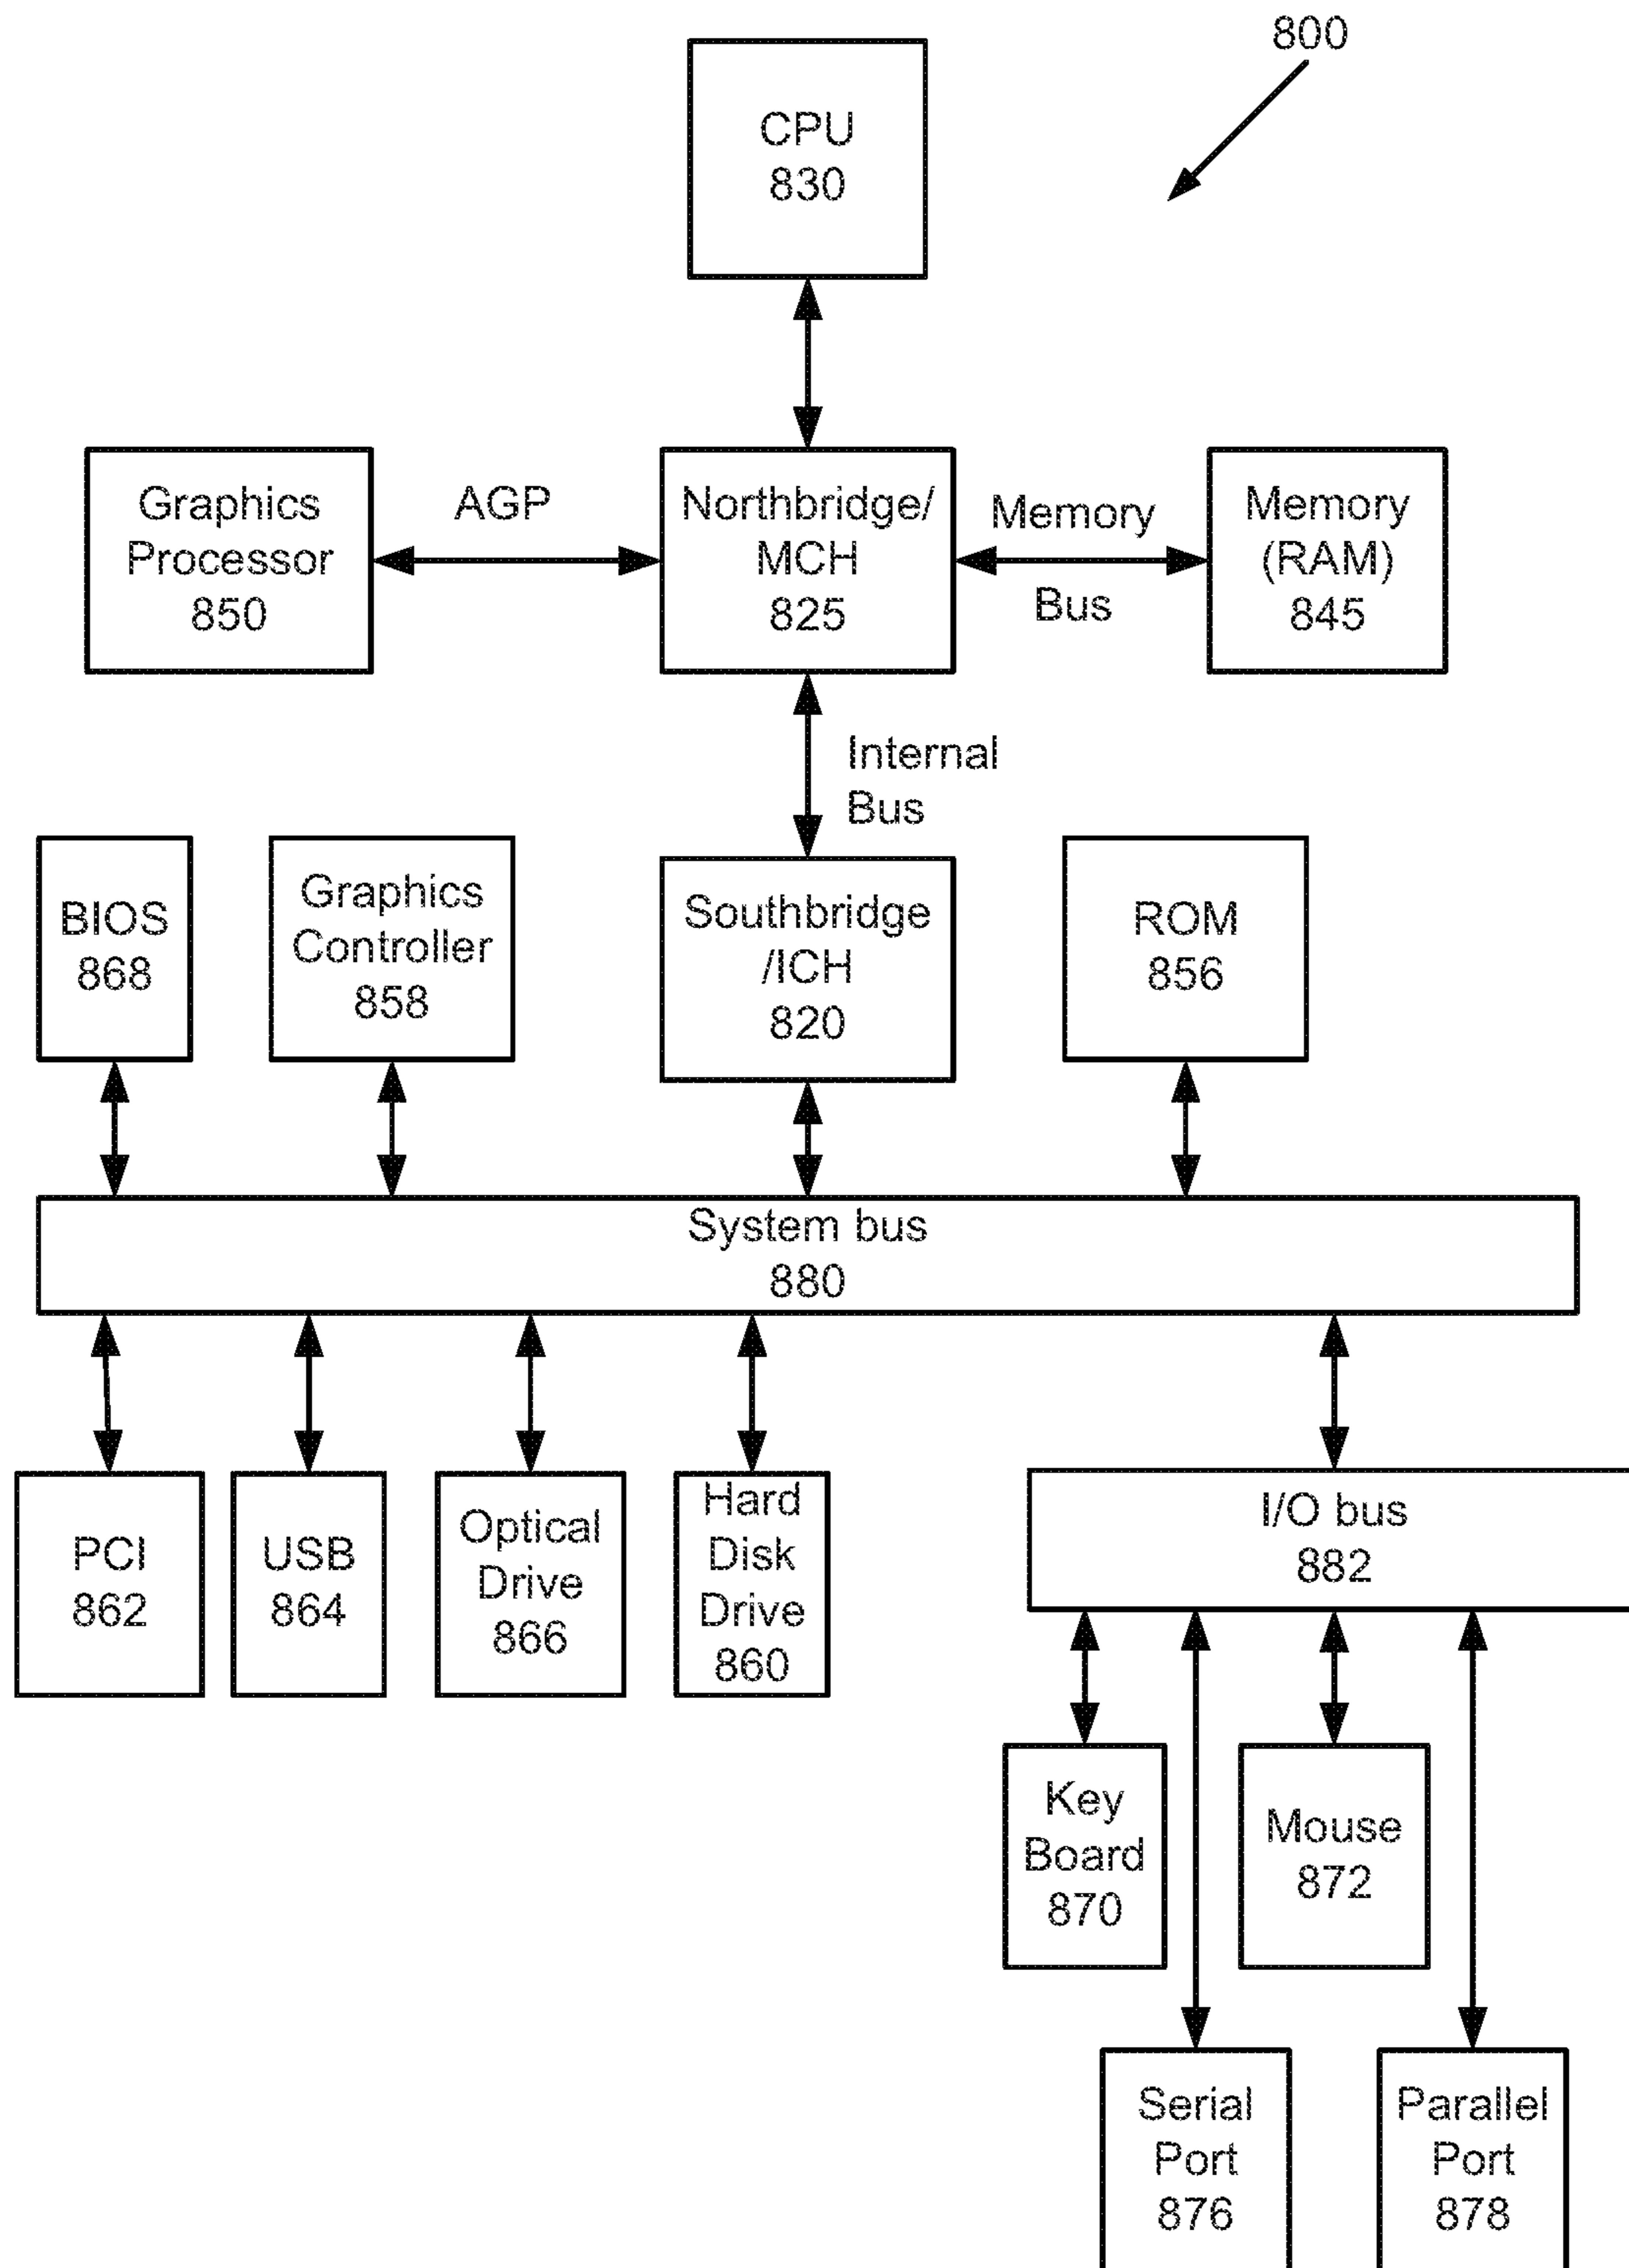 800
CPU
830
Graphics
Processor
850
AGP
Northbridge/
MCH
825
Memory
Bus
Memory
(RAM)
845
Internal
Bus
BIOS
868
Graphics
Controller
858
Southbridge
/ICH
820
ROM
856
System bus
880
PCI
862
USB
864
Optical
Drive
866
Hard
Disk
Drive
860
I/O bus
882
Key
Board
870
Mouse
872
Serial
Port
876
Parallel
Port
878